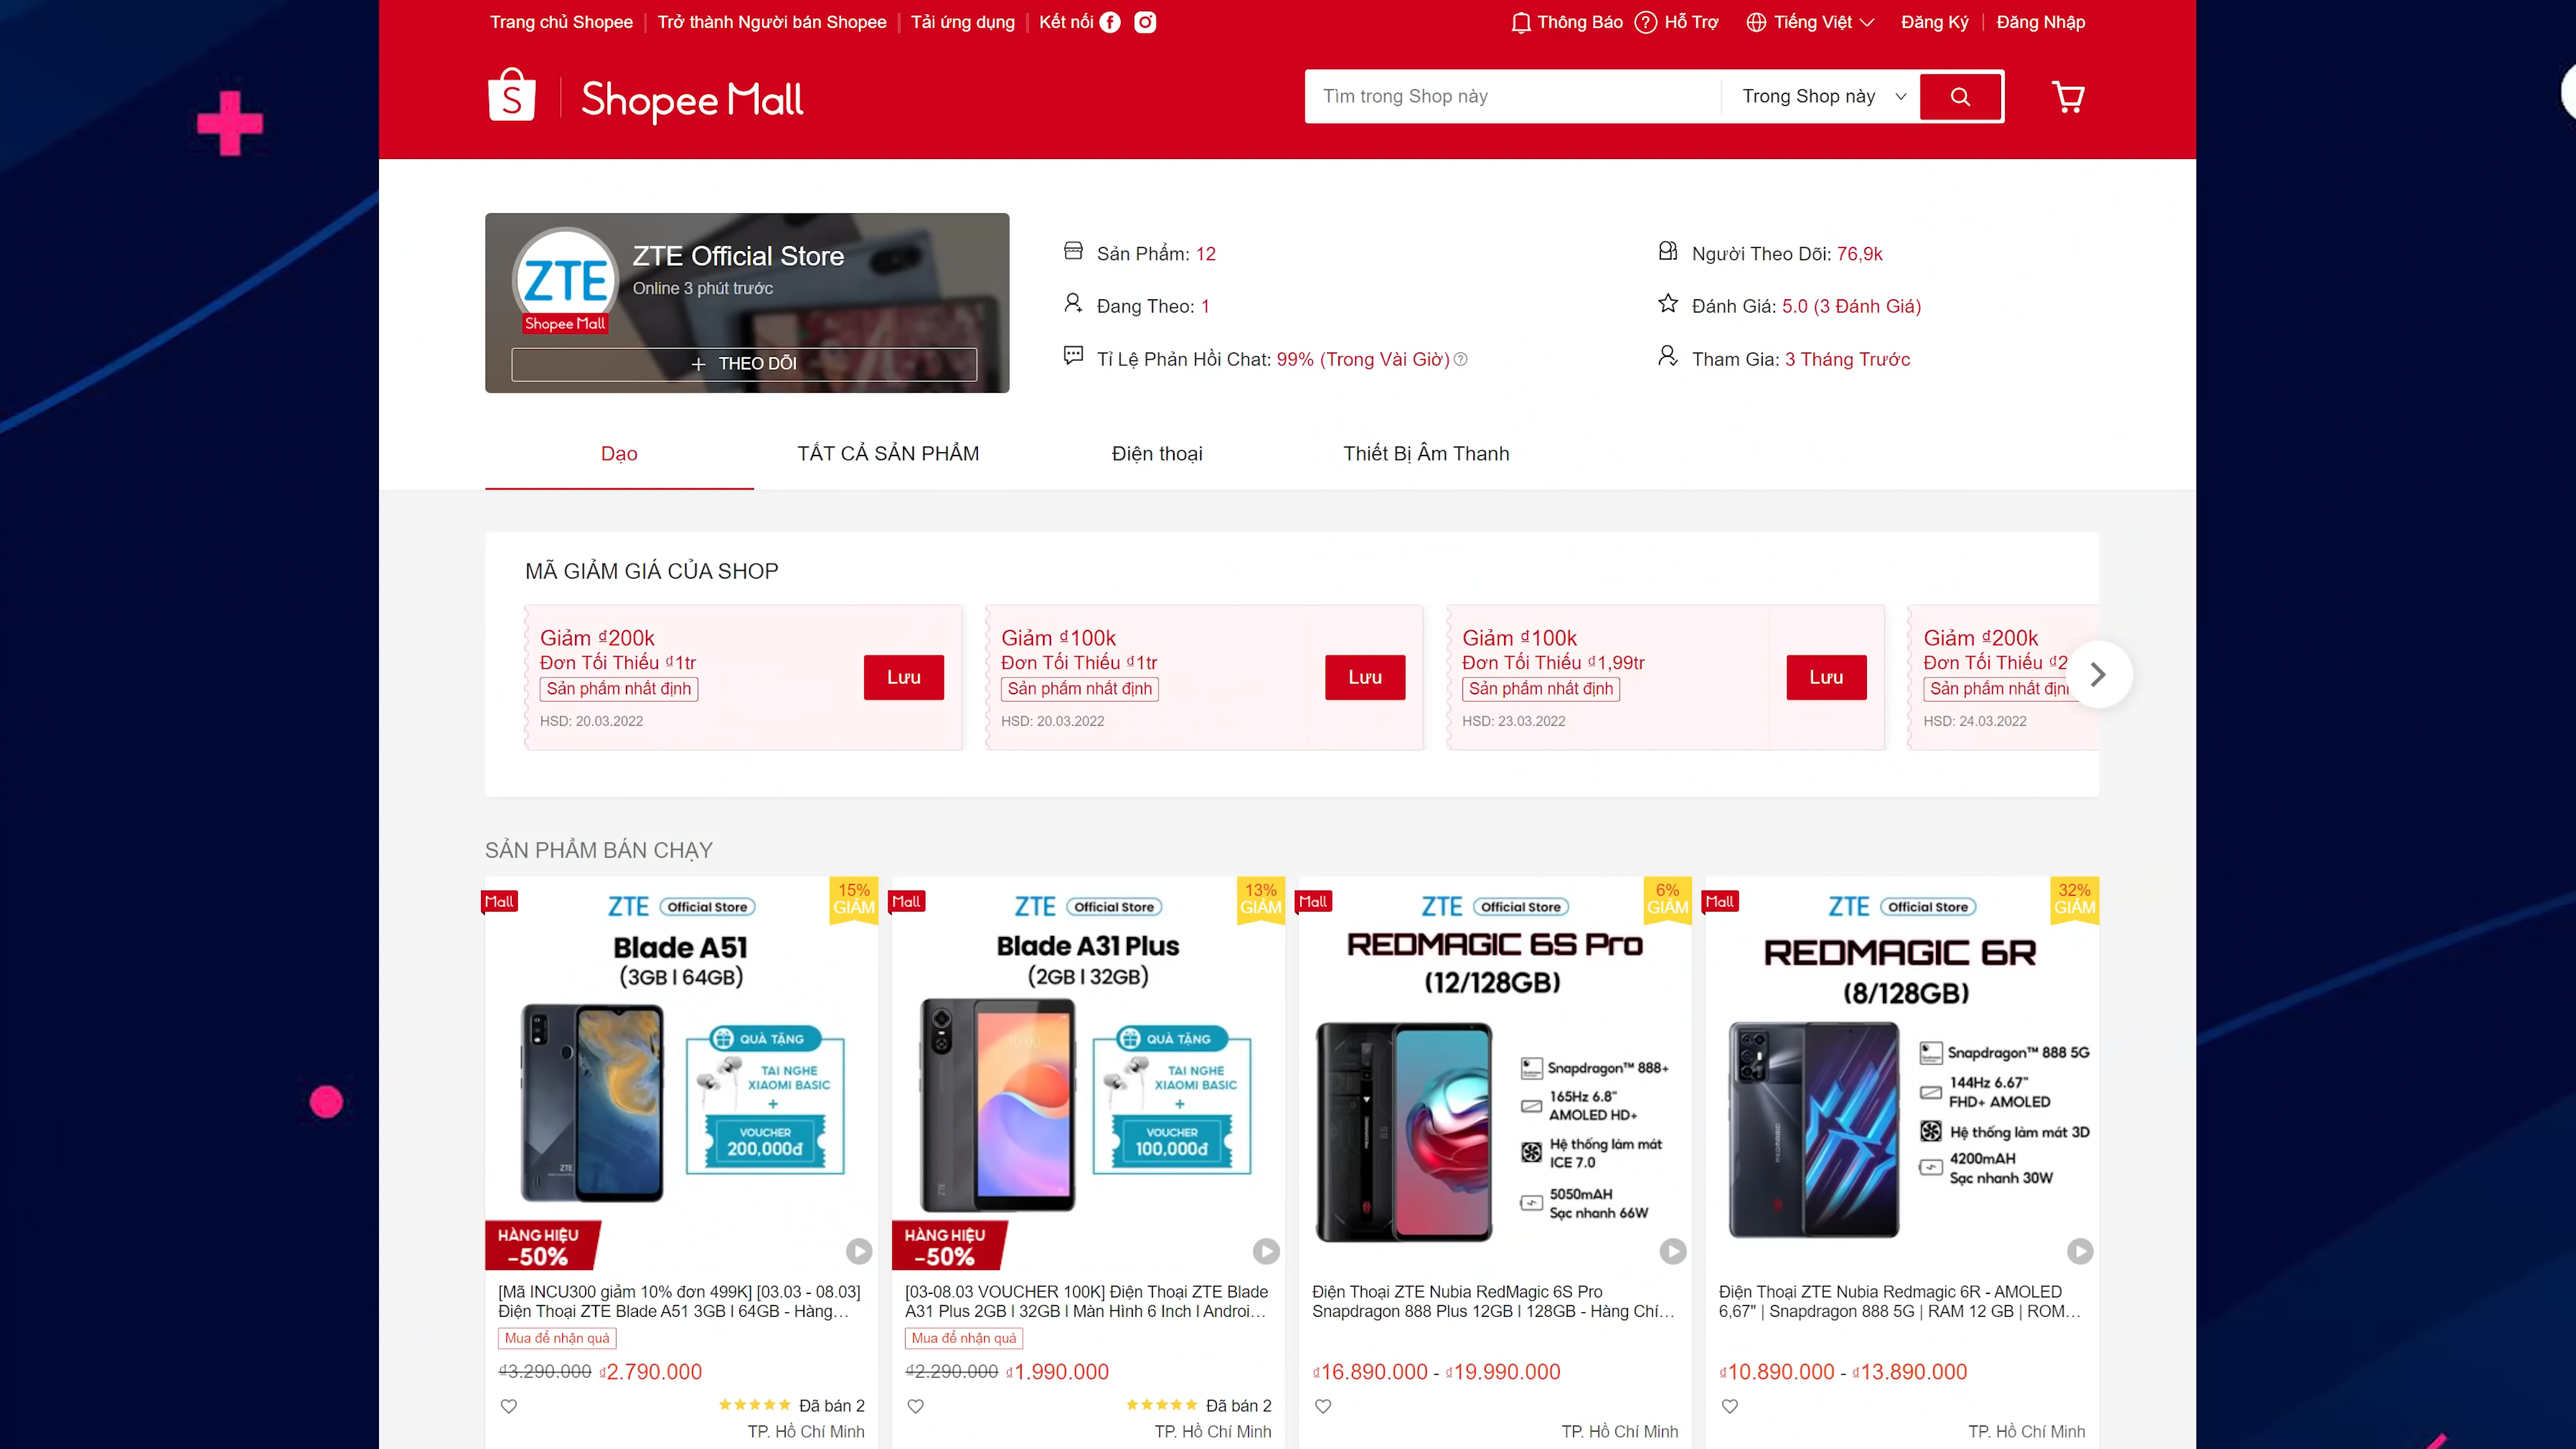 Trang chủ Shopee
Trở thành Người bán Shopee
Tải ứng dụng
Kết nối
Thông Báo
Hỗ Trợ
Tiếng Việt
Đăng Ký
Đăng Nhập
Shopee Mall
Tìm trong Shop này
Trong Shop này
ZTE
Shopee Mall
ZTE Official Store
Online 3 phút trước
+ THEO DÕI
Sản Phẩm: 12
Đang Theo: 1
Tỉ Lệ Phản Hồi Chat: 99% (Trong Vài Giờ)
Người Theo Dõi: 76,9k
Đánh Giá: 5.0 (3 Đánh Giá)
Tham Gia: 3 Tháng Trước
Dạo
TẤT CẢ SẢN PHẨM
Điện thoại
Thiết Bị Âm Thanh
MÃ GIẢM GIÁ CỦA SHOP
Giảm ₫200k
Đơn Tối Thiểu ₫1tr
Sản phẩm nhất định
HSD: 20.03.2022
Lưu
Giảm ₫100k
Đơn Tối Thiểu ₫1tr
Sản phẩm nhất định
HSD: 20.03.2022
Lưu
Giảm ₫100k
Đơn Tối Thiểu ₫1,99tr
Sản phẩm nhất định
HSD: 23.03.2022
Lưu
Giảm ₫200k
Đơn Tối Thiểu ₫2
Sản phẩm nhất
HSD: 24.03.2022
SẢN PHẨM BÁN CHẠY
Mall
ZTE Official Store
15%
GIẢM
Blade A51
(3GB | 64GB)
QUÀ TẶNG
TAI NGHE
XIAOMI BASIC
+
VOUCHER
200,000đ
ZTE
HÀNG HIỆU
-50%
[Mã INCU300 giảm 10% đơn 499K] [03.03 - 08.03]
Điện Thoại ZTE Blade A51 3GB l 64GB - Hàng…
Mua để nhận quà
₫3.290.000 ₫2.790.000
Đã bán 2
TP. Hồ Chí Minh
Mall
ZTE Official Store
13%
GIẢM
Blade A31 Plus
(2GB | 32GB)
QUÀ TẶNG
TAI NGHE
XIAOMI BASIC
+
VOUCHER
100,000đ
ZTE
HÀNG HIỆU
-50%
[03-08.03 VOUCHER 100K] Điện Thoại ZTE Blade
A31 Plus 2GB l 32GB l Màn Hình 6 Inch l Androi…
Mua để nhận quà
₫2.290.000 ₫1.990.000
Đã bán 2
TP. Hồ Chí Minh
Mall
ZTE Official Store
6%
GIẢM
REDMAGIC 6S Pro
(12/128GB)
Snapdragon™ 888+
165Hz 6.8"
AMOLED HD+
Hệ thống làm mát
ICE 7.0
5050mAH
Sạc nhanh 66W
Điện Thoại ZTE Nubia RedMagic 6S Pro
Snapdragon 888 Plus 12GB l 128GB - Hàng Chí…
₫16.890.000 - ₫19.990.000
TP. Hồ Chí Minh
Mall
ZTE Official Store
32%
GIẢM
REDMAGIC 6R
(8/128GB)
Snapdragon™ 888 5G
144Hz 6.67"
FHD+ AMOLED
Hệ thống làm mát 3D
4200mAH
Sạc nhanh 30W
Điện Thoại ZTE Nubia Redmagic 6R - AMOLED
6,67" | Snapdragon 888 5G | RAM 12 GB | ROM…
₫10.890.000 - ₫13.890.000
TP. Hồ Chí Minh